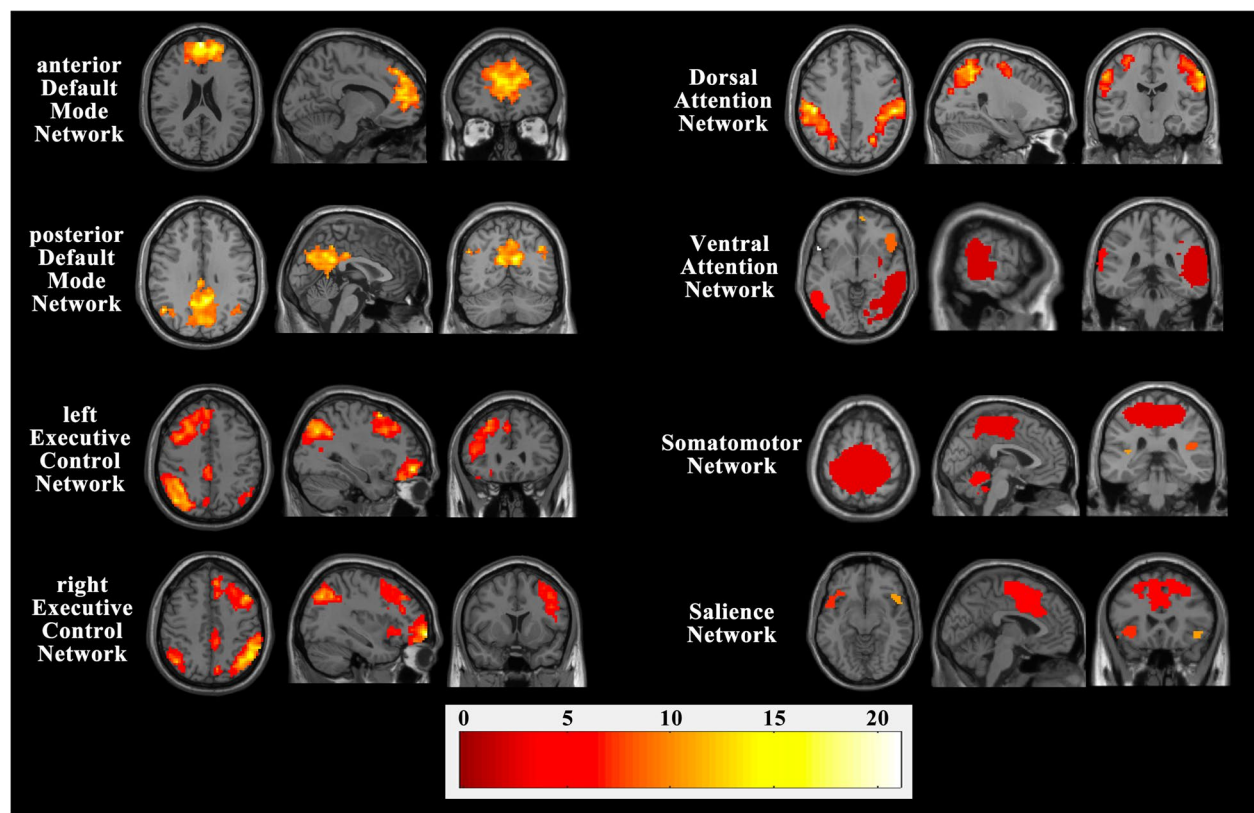 anterior
Default
Mode
Network
posterior
Default
Mode
Network
left
Executive
Control
Network
right
Executive
Control
Network
Dorsal
Attention
Network
Ventral
Attention
Network
Somatomotor
Network
Salience
Network
0 5 10 15 20